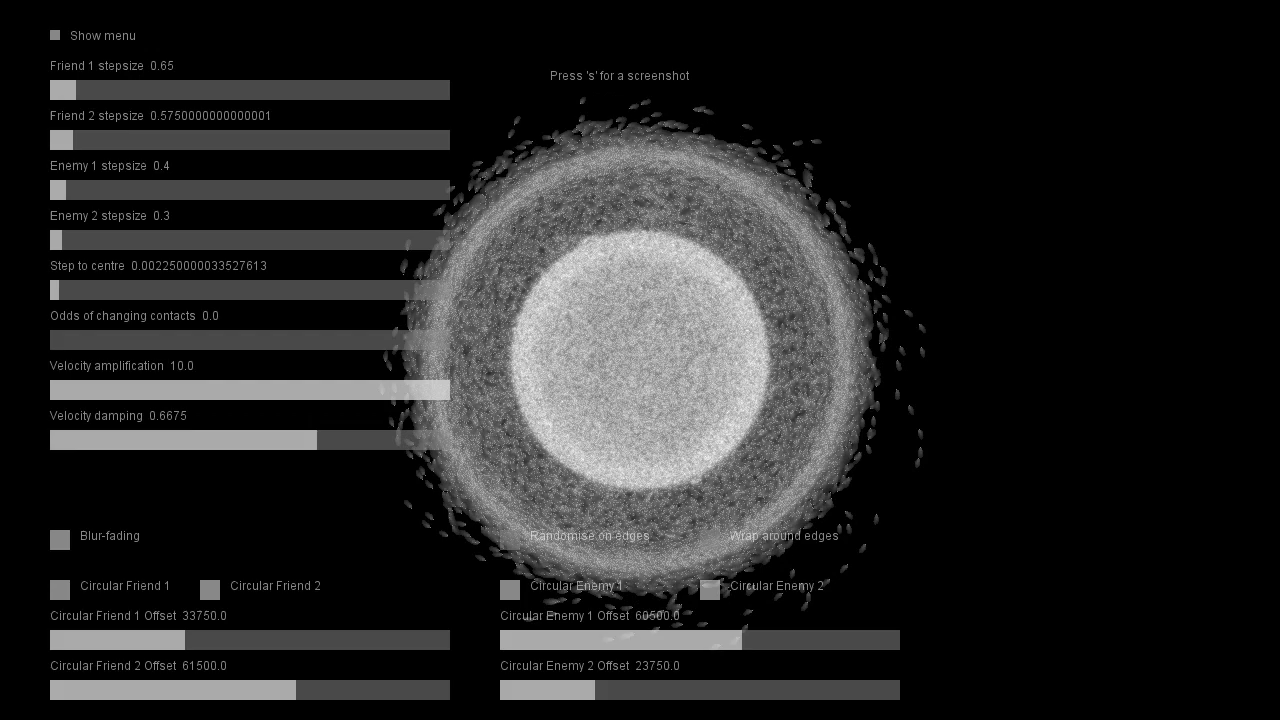 Show menu
Friend 1 stepsize 0.65
Press 's' for a screenshot
Friend 2 stepsize 0.5750000000000001
Enemy 1 stepsize 0.4
Enemy 2 stepsize 0.3
Step to centre 0.002250000033527613
Odds of changing contacts 0.0
Velocity amplification 10.0
Velocity damping 0.6675
Blur-fading
Randomise on edges
Wrap around edges
Circular Friend 1
Circular Friend 2
Circular Enemy 1
Circular Enemy 2
Circular Friend 1 Offset 33750.0
Circular Enemy 1 Offset 60500.0
Circular Friend 2 Offset 61500.0
Circular Enemy 2 Offset 23750.0